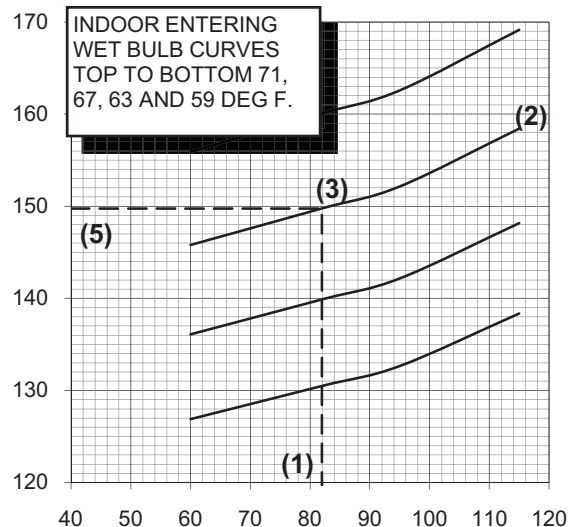 170
INDOOR ENTERING
WET BULB CURVES
TOP TO BOTTOM 71,
67, 63 AND 59 DEG F.
160
(2)
(3)
150
(5)
140
130
(1)
120
40 50 60 70 80 90 100 110 120